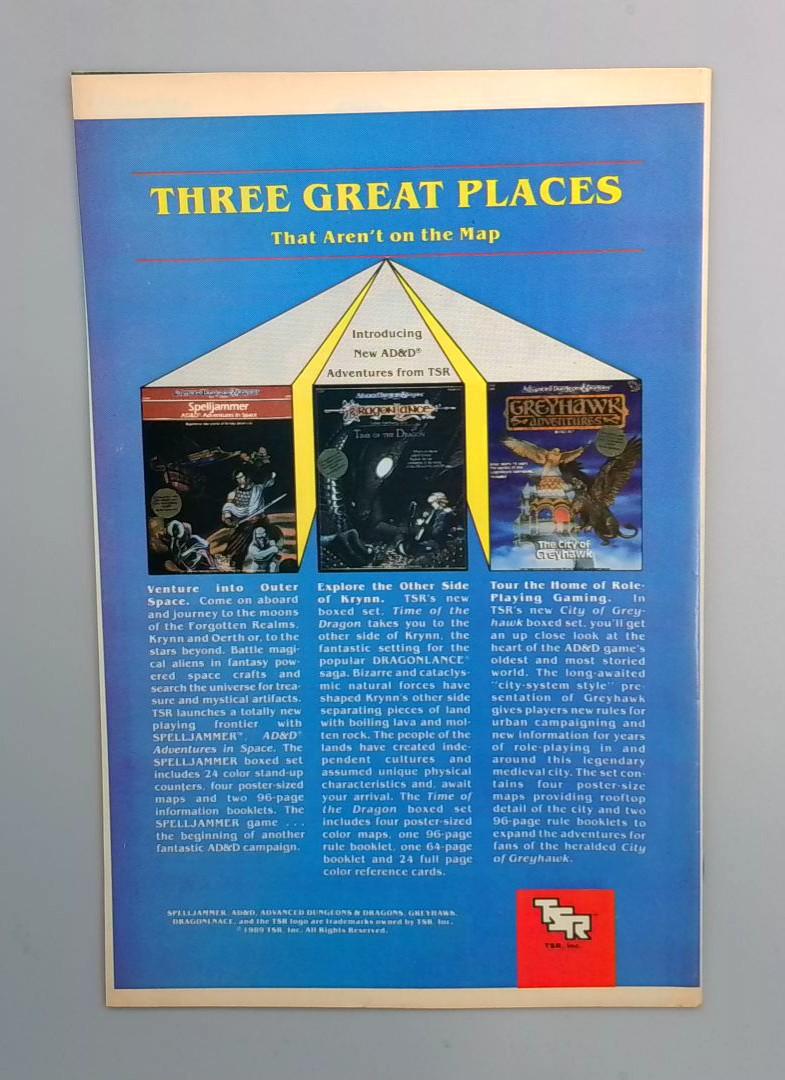 THREE GREAT PLACES
That Aren't on the Map
Introducing
New AD&D®
Adventures from TSR
Advanced Dungeons & Dragons
Spelljammer
AD&D Adventures in Space
Advanced Dungeons & Dragons
DRAGONLANCE
TIME OF THE DRAGON
Advanced Dungeons & Dragons
GREYHAWK
ADVENTURES
The City of
Greyhawk
Venture into Outer
Space. Come on aboard
and journey to the moons
of the Forgotten Realms,
Krynn and Oerth or, to the
stars beyond. Battle magi-
cal aliens in fantasy pow-
ered space crafts and
search the universe for trea-
sure and mystical artifacts.
TSR launches a totally new
playing frontier with
SPELLJAMMER™, AD&D®
Adventures in Space. The
SPELLJAMMER boxed set
includes 24 color stand-up
counters, four poster-sized
maps and two 96-page
information booklets. The
SPELLJAMMER game . . .
the beginning of another
fantastic AD&D campaign.
Explore the Other Side
of Krynn. TSR's new
boxed set, Time of the
Dragon takes you to the
other side of Krynn, the
fantastic setting for the
popular DRAGONLANCE®
saga. Bizarre and cataclys-
mic natural forces have
shaped Krynn's other side
separating pieces of land
with boiling lava and mol-
ten rock. The people of the
lands have created inde-
pendent cultures and
assumed unique physical
characteristics and, await
your arrival. The Time of
the Dragon boxed set
includes four poster-sized
color maps, one 96-page
rule booklet, one 64-page
booklet and 24 full page
color reference cards.
Tour the Home of Role-
Playing Gaming. In
TSR's new City of Grey-
hawk boxed set, you'll get
an up close look at the
heart of the AD&D game's
oldest and most storied
world. The long-awaited
"city-system style" pre-
sentation of Greyhawk
gives players new rules for
urban campaigning and
new information for years
of role-playing in and
around this legendary
medieval city. The set con-
tains four poster-size
maps providing rooftop
detail of the city and two
96-page rule booklets to
expand the adventures for
fans of the heralded City
of Greyhawk.
SPELLJAMMER, AD&D, ADVANCED DUNGEONS & DRAGONS, GREYHAWK,
DRAGONLNACE, and the TSR logo are trademarks owned by TSR, Inc.
©1989 TSR, Inc. All Rights Reserved.
TSR™
TSR, Inc.